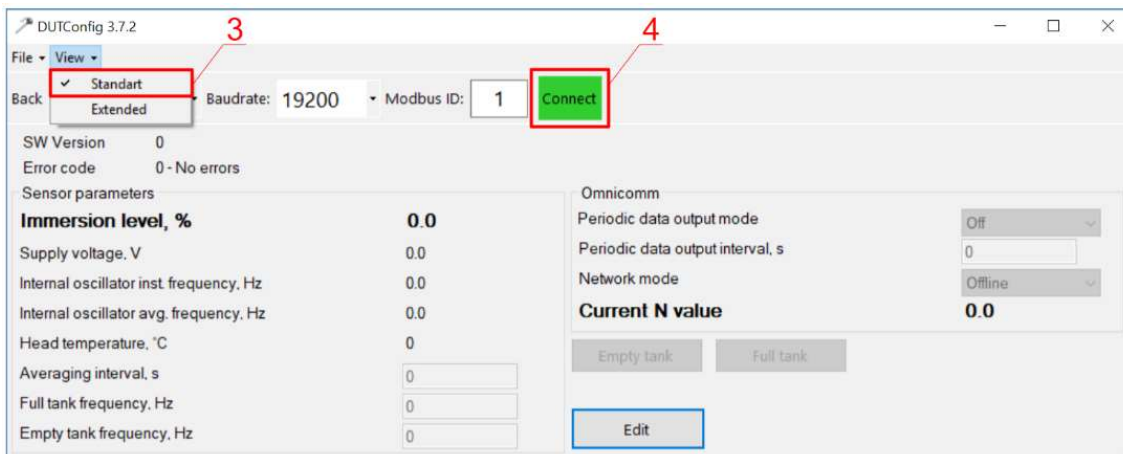 DUTConfig 3.7.2
3
4
File View
Standart
Extended
Back Baudrate: 19200 Modbus ID: 1 Connect
SW Version 0
Error code 0 - No errors
Sensor parameters
Immersion level, % 0.0
Supply voltage, V 0.0
Internal oscillator inst. frequency, Hz 0.0
Internal oscillator avg. frequency, Hz 0.0
Head temperature, °C 0
Averaging interval, s 0
Full tank frequency, Hz 0
Empty tank frequency, Hz 0
Omnicomm
Periodic data output mode Off
Periodic data output interval, s 0
Network mode Offline
Current N value 0.0
Empty tank Full tank
Edit